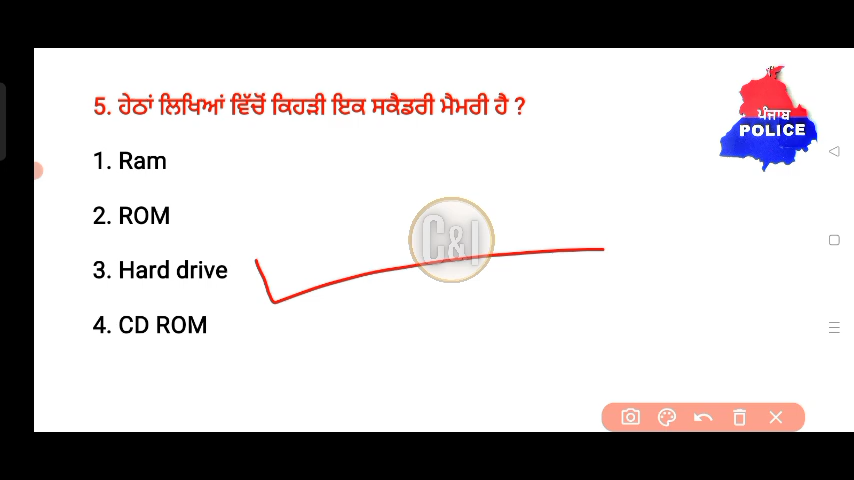 5. ਹੇਠਾਂ ਲਿਖਿਆਂ ਵਿੱਚੋਂ ਕਿਹੜੀ ਇਕ ਸਕੈਡਰੀ ਮੈਮਰੀ ਹੈ ?
ਪੰਜਾਬ
POLICE
1. Ram
2. ROM
C&I
3. Hard drive
4. CD ROM